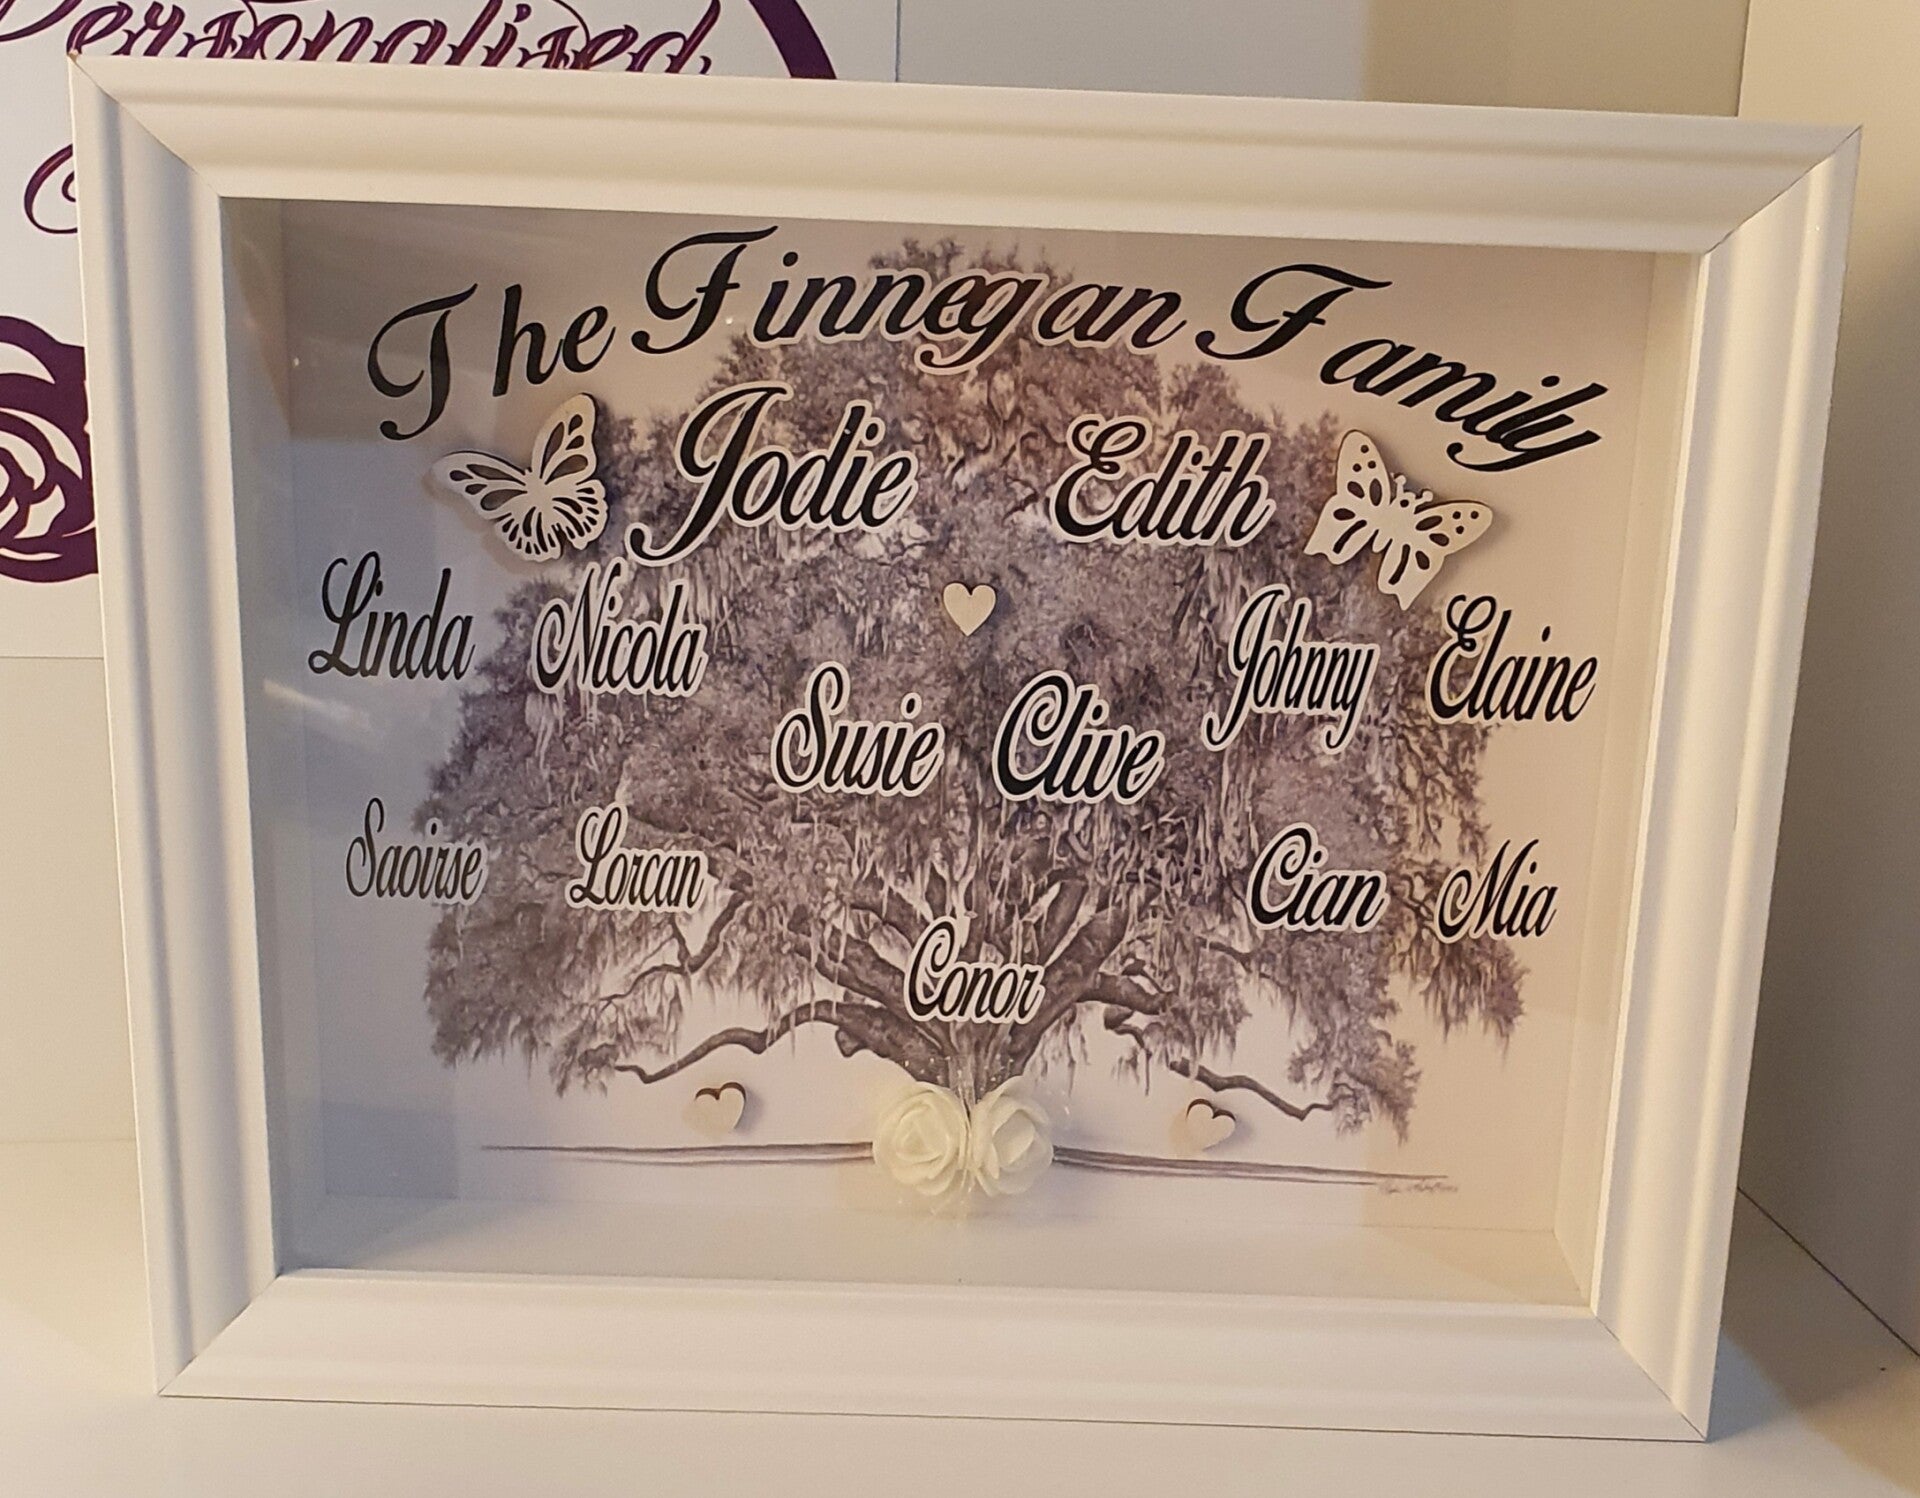 Personalised
The Finnegan Family
Jodie Edith
Linda Nicola Johnny Elaine
Susie Clive
Saoirse Lorcan Cian Mia
Conor